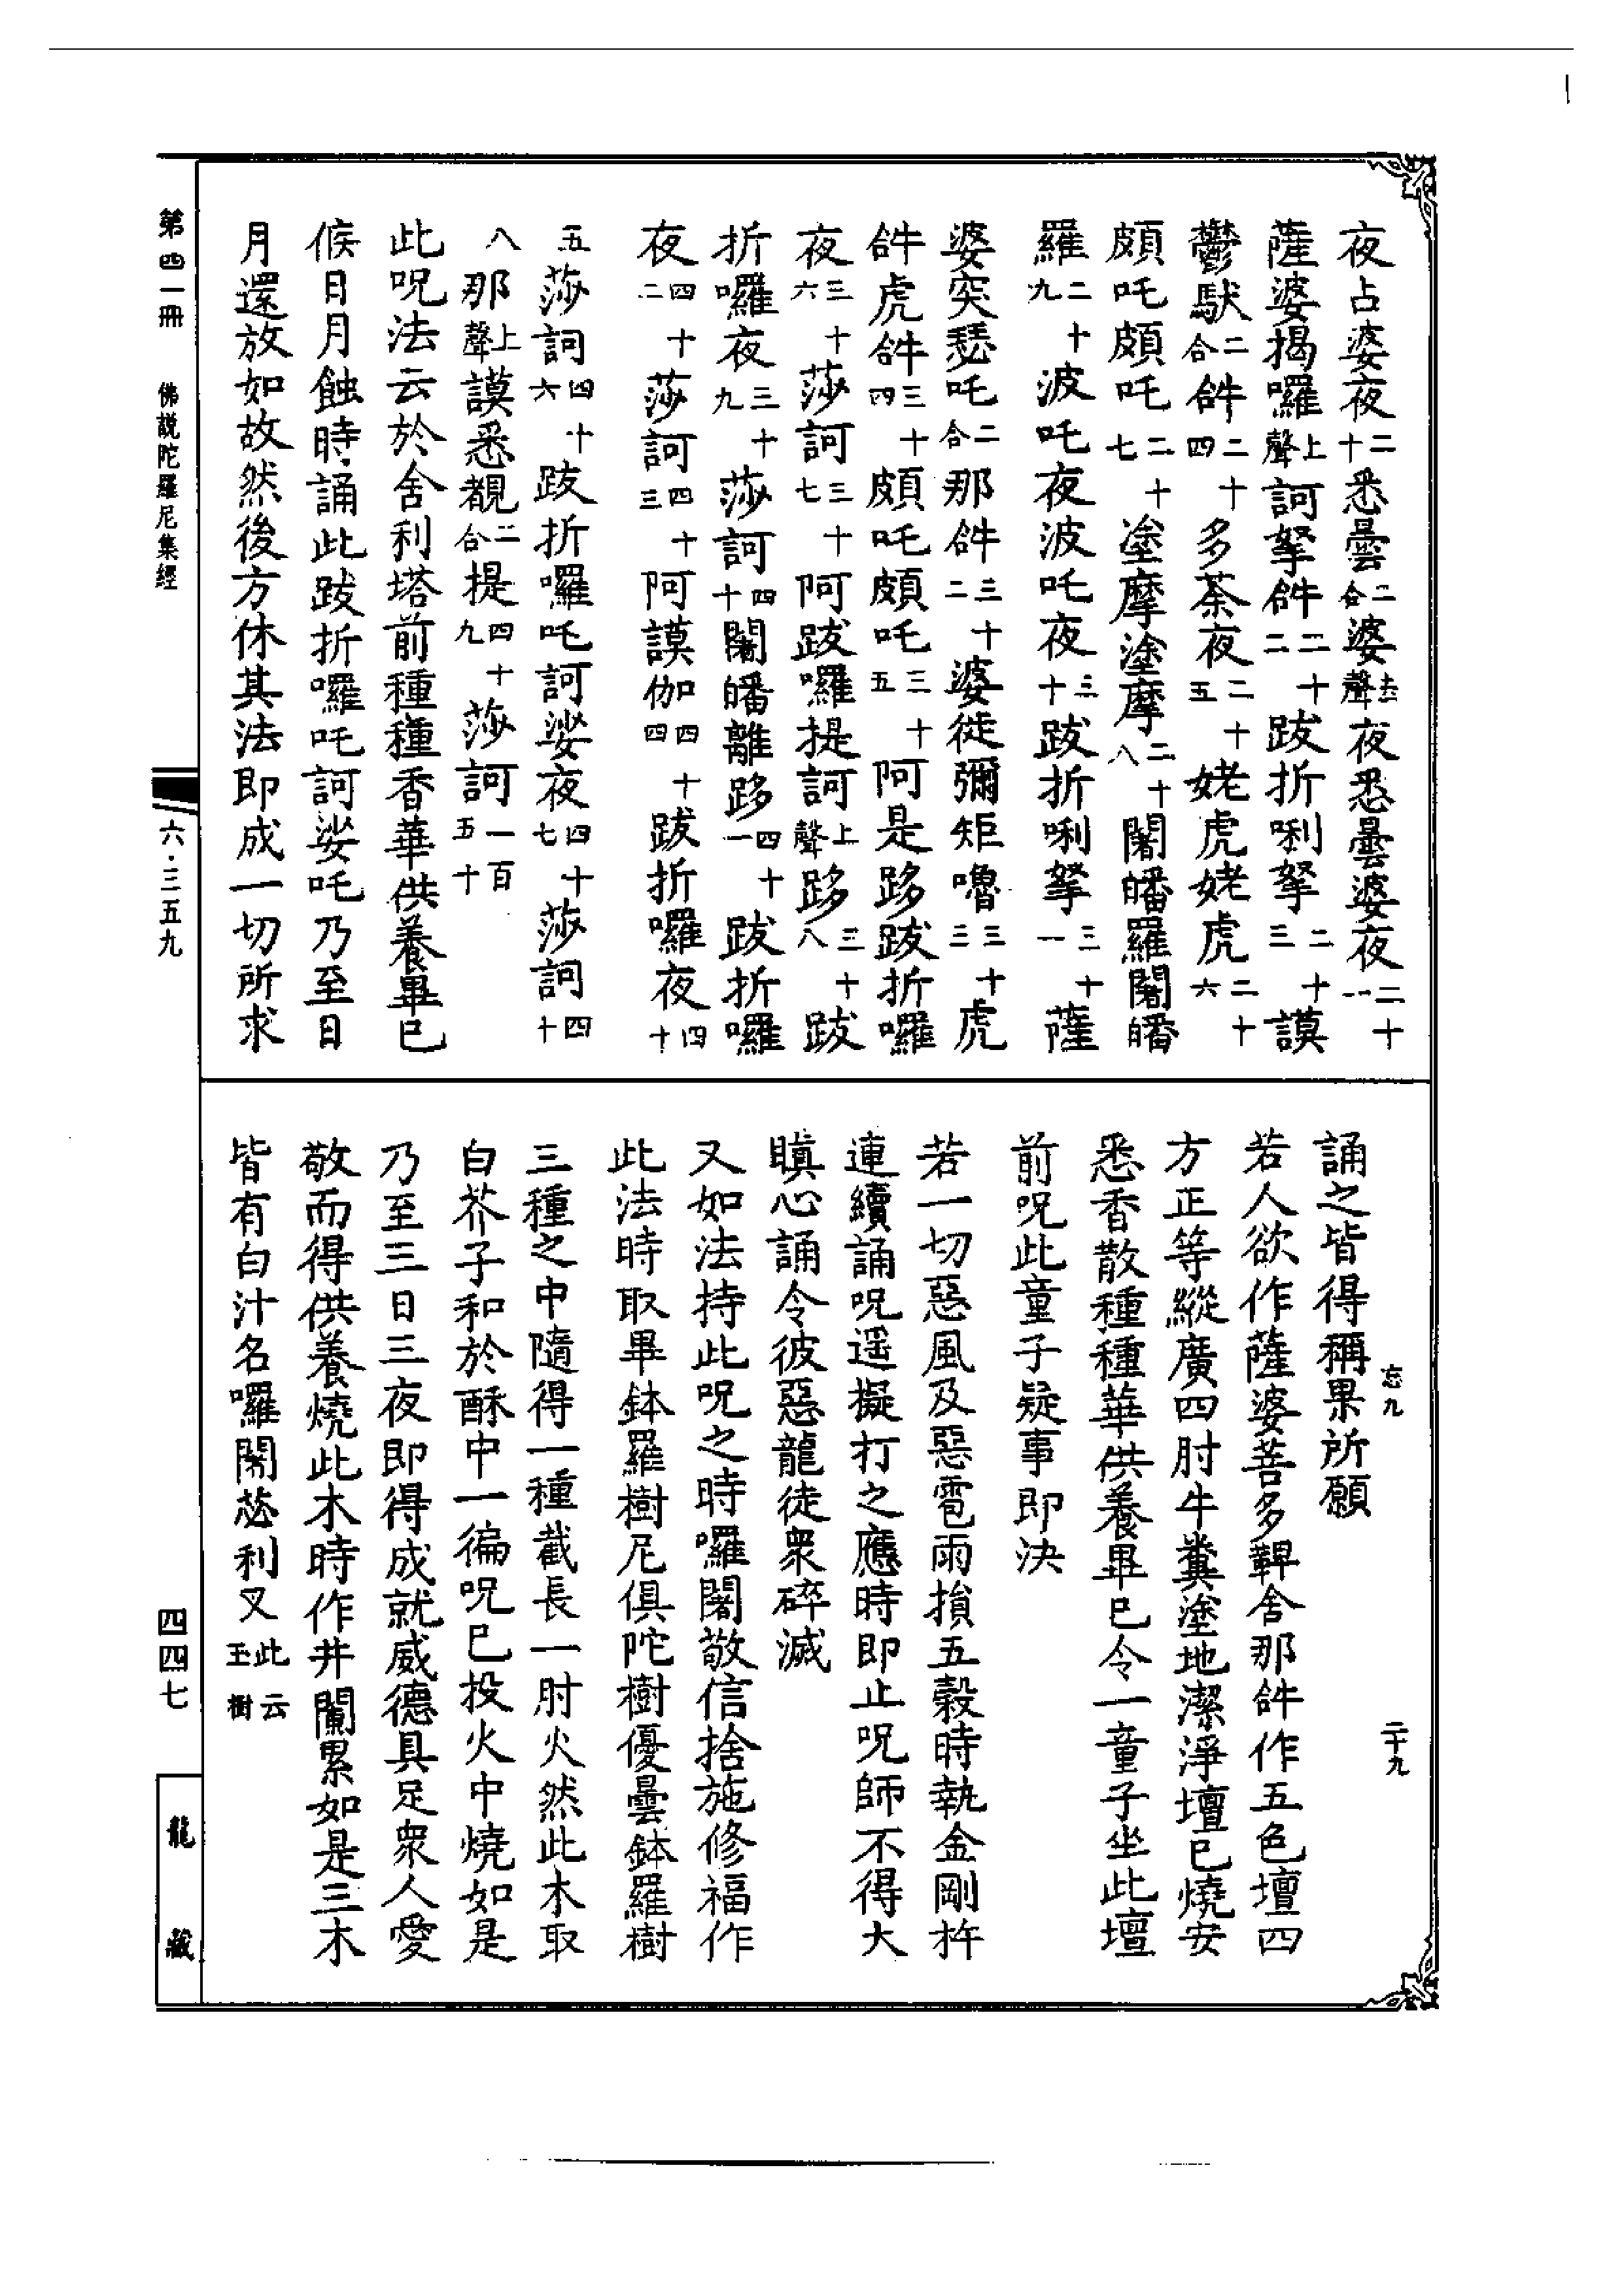 夜占婆夜二十悉曇二合婆去聲夜悉曇婆夜二十一
薩婆揭囉上聲訶拏𤙖二十二跋折唎拏二十三謨
鬱馱二合𤙖二十四多荼夜二十五姥虎姥虎二十六
頗吒頗吒二十七塗摩塗摩二十八闍皤羅闍皤
羅二十九波吒夜波吒夜三十跋折唎拏三十一薩
婆突瑟吒二合那𤙖三十二婆徒彌矩嚕三十三虎
𤙖虎𤙖三十四頗吒頗吒三十五阿是跢跋折囉
夜三十六莎訶三十七阿跋囉提訶上聲跢三十八跋
折囉夜三十九莎訶四十闍皤離跢四十一跋折囉
夜四十二莎訶四十三阿謨伽四十四跋折囉夜四十
五莎訶四十六跋折囉吒訶娑夜四十七莎訶四十
八那上聲謨悉覩二合提四十九莎訶一百五十
此呪法云於舍利塔前種種香華供養畢已
候日月蝕時誦此跋折囉吒訶娑吒乃至日
月還放如故然後方休其法即成一切所求
誦之皆得稱果所願
若人欲作薩婆菩多鞞舍那𤙖作五色壇四
方正等縱廣四肘牛糞塗地潔淨壇已燒安
悉香散種種華供養畢已令一童子坐此壇
前呪此童子疑事即決
若一切惡風及惡雹雨損五穀時執金剛杵
連續誦呪遥擬打之應時即止呪師不得大
瞋心誦令彼惡龍徒衆碎滅
又如法持此呪之時囉闍敬信捨施修福作
此法時取畢鉢羅樹尼俱陀樹優曇鉢羅樹
三種之中隨得一種截長一肘火然此木取
白芥子和於酥中一徧呪已投火中燒如是
乃至三日三夜即得成就威德具足衆人愛
敬而得供養燒此木時作井闌累如是三木
皆有白汁名囉闍苾利叉此云王樹
忘九
二十九
第四一冊 佛説陀羅尼集經
六·三五九
四四七
龍藏